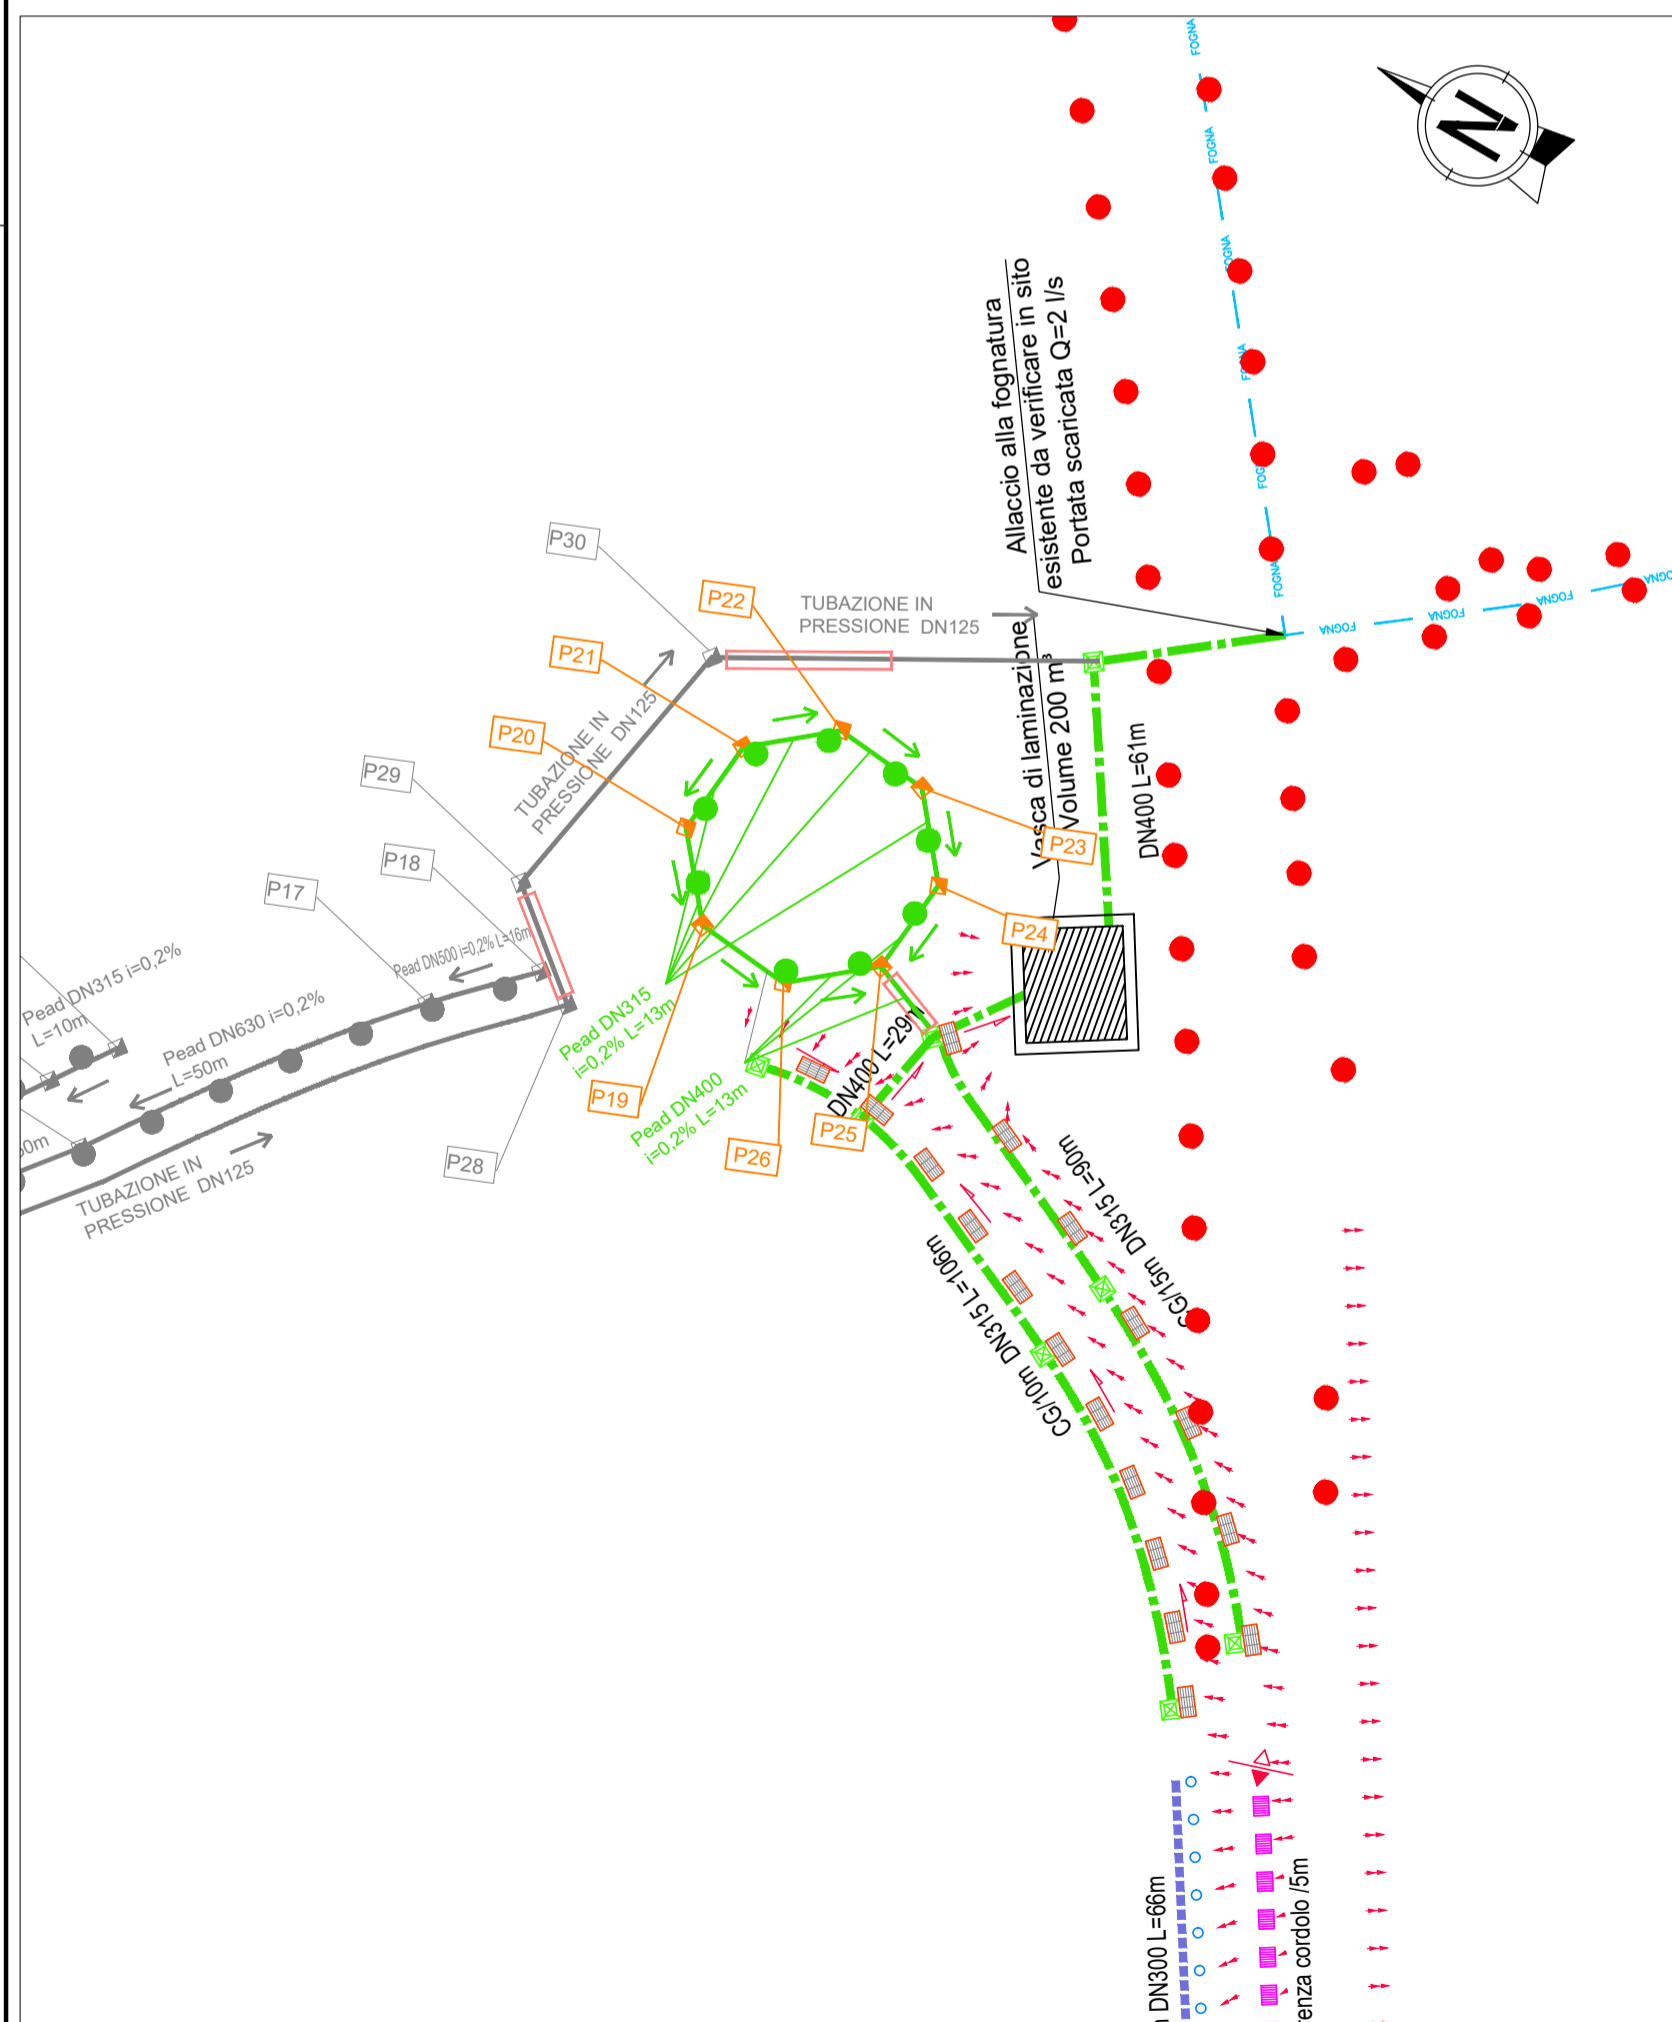 FOGNA
FOGNA
FOGNA
FOGNA
FOGNA
FOGNA
FOGNA
FOGNA
FOGNA
N
Allaccio alla fognatura
esistente da verificare in sito
Portata scaricata Q=2 l/s
P30
P22
TUBAZIONE IN
PRESSIONE DN125
P21
P20
TUBAZIONE IN
PRESSIONE DN125
P29
P18
P17
Vasca di laminazione
Volume 200 m³
DN400 L=61m
P23
P24
Pead DN500 i=0,2% L=16m
Pead DN315 i=0,2%
L=10m
Pead DN630 i=0,2%
L=50m
TUBAZIONE IN
PRESSIONE DN125
P28
Pead DN315
i=0,2% L=13m
P19
Pead DN400
i=0,2% L=13m
P26
P25
DN400 L=29m
CG/15m DN315 L=90m
CG/10m DN315 L=106m
DN300 L=66m
cordolo /5m